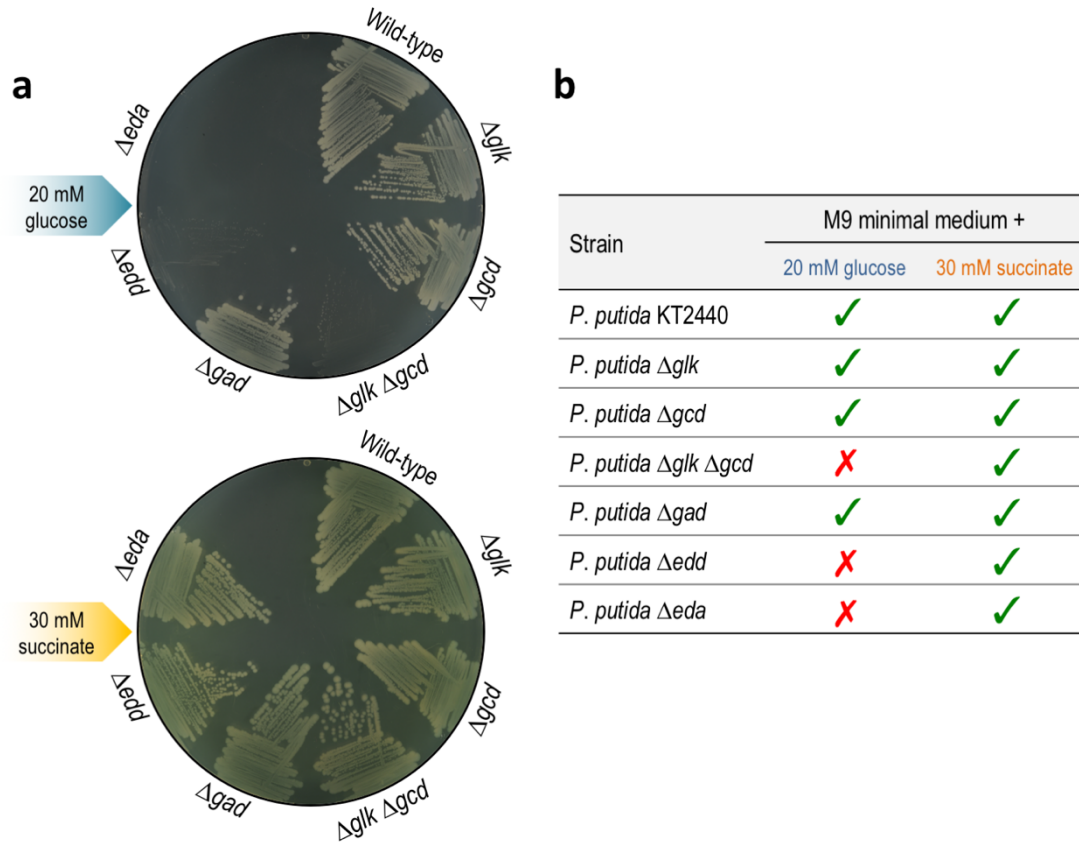 a
Wild-type
Δglk
Δgcd
Δglk Δgcd
Δgad
Δedd
Δeda
20 mM
glucose
Wild-type
Δglk
Δgcd
Δglk Δgcd
Δgad
Δedd
Δeda
30 mM
succinate
b
Strain
M9 minimal medium +
20 mM glucose
30 mM succinate
P. putida KT2440 ✓ ✓
P. putida Δglk ✓ ✓
P. putida Δgcd ✓ ✓
P. putida Δglk Δgcd ✗ ✓
P. putida Δgad ✓ ✓
P. putida Δedd ✗ ✓
P. putida Δeda ✗ ✓